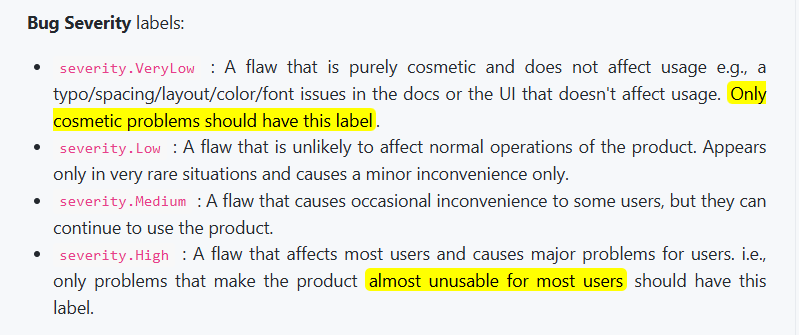 Bug Severity labels:
• severity.VeryLow : A flaw that is purely cosmetic and does not affect usage e.g., a
typo/spacing/layout/color/font issues in the docs or the UI that doesn't affect usage. Only
cosmetic problems should have this label.
• severity.Low : A flaw that is unlikely to affect normal operations of the product. Appears
only in very rare situations and causes a minor inconvenience only.
• severity.Medium : A flaw that causes occasional inconvenience to some users, but they can
continue to use the product.
• severity.High : A flaw that affects most users and causes major problems for users. i.e.,
only problems that make the product almost unusable for most users should have this
label.